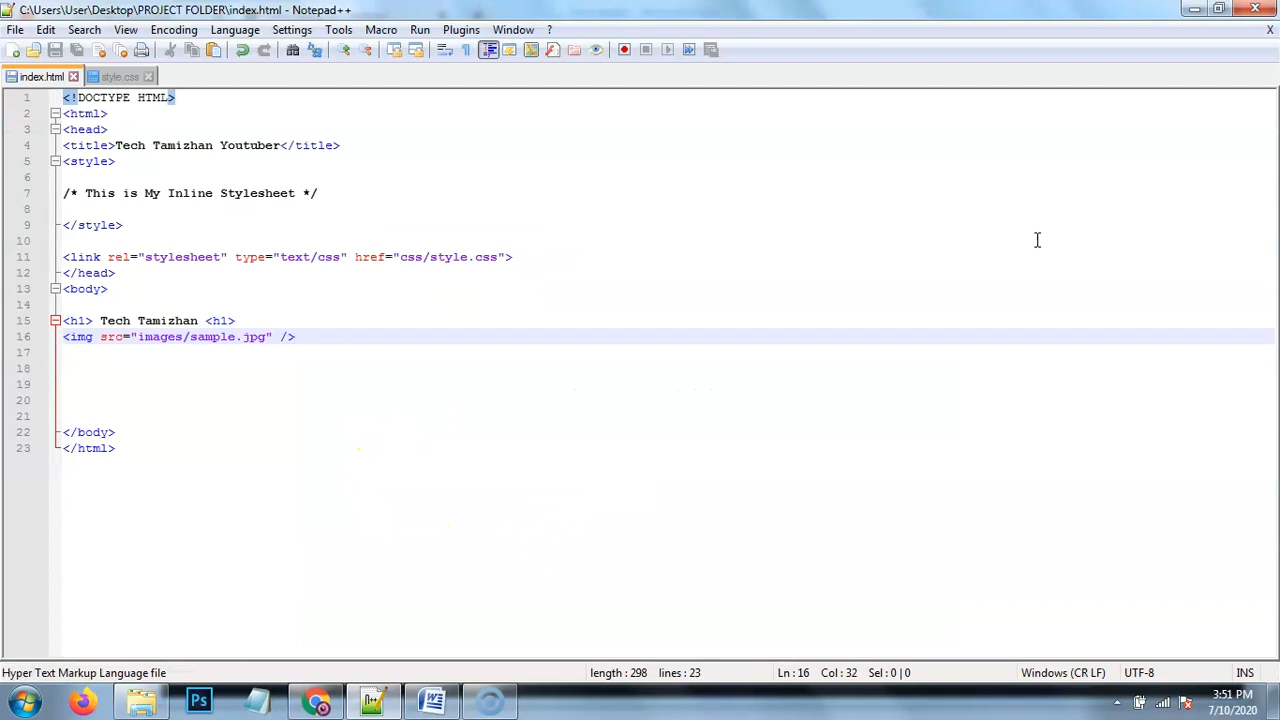 C:\Users\User\Desktop\PROJECT FOLDER\index.html - Notepad++
File Edit Search View Encoding Language Settings Tools Macro Run Plugins Window ? X
index.html style.css
1 <!DOCTYPE HTML>
2 <html>
3 <head>
4 <title>Tech Tamizhan Youtuber</title>
5 <style>
6
7 /* This is My Inline Stylesheet */
8
9 </style>
10
11 <link rel="stylesheet" type="text/css" href="css/style.css">
12 </head>
13 <body>
14
15 <h1> Tech Tamizhan <h1>
16 <img src="images/sample.jpg" />
17
18
19
20
21
22 </body>
23 </html>
Hyper Text Markup Language file length : 298 lines : 23 Ln : 16 Col : 32 Sel : 0 | 0 Windows (CR LF) UTF-8 INS
Ps 3:51 PM
7/10/2020